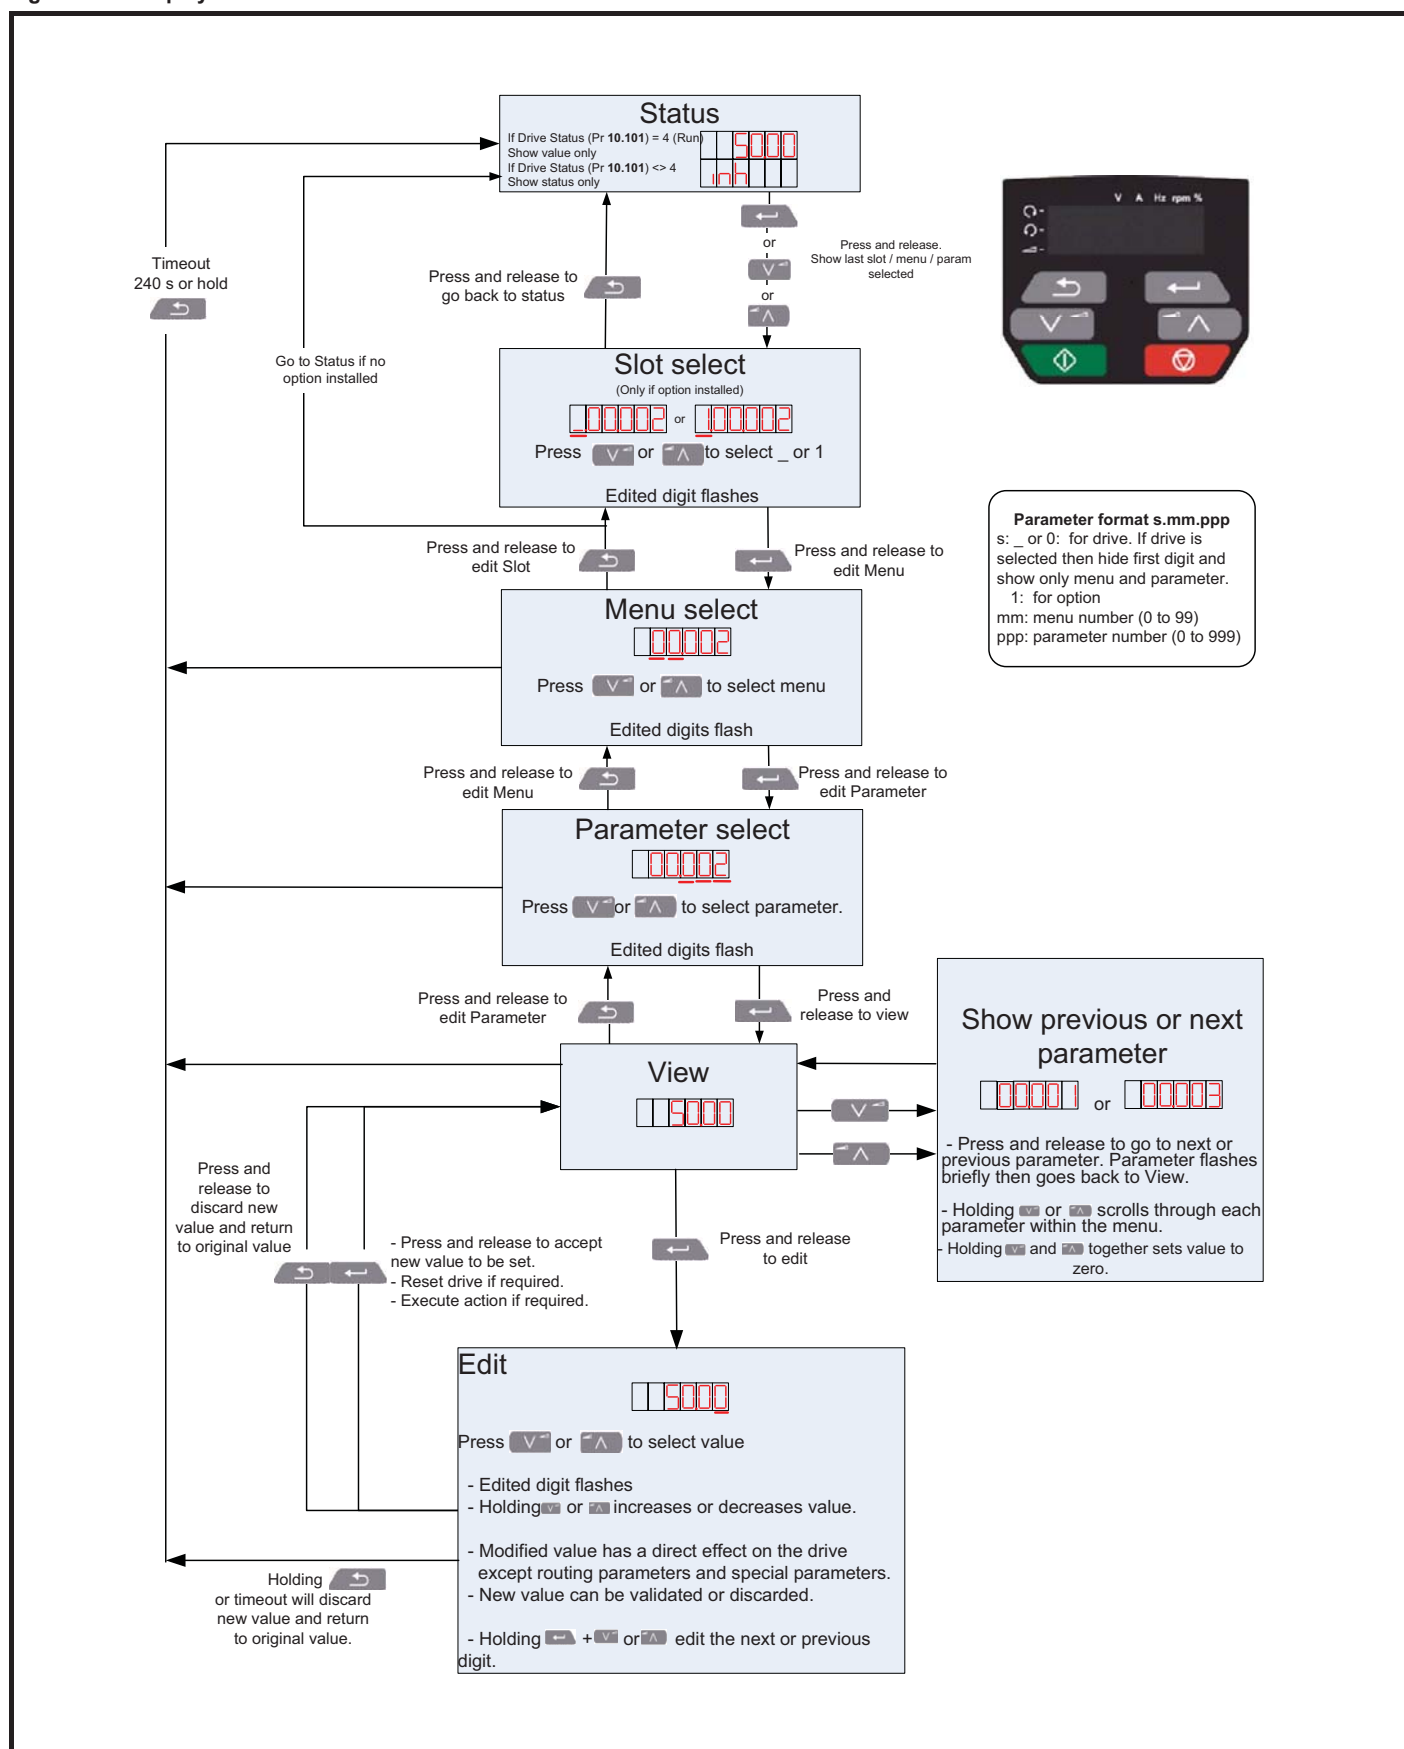 Status
If Drive Status (Pr 10.101) = 4 (Run)
Show value only
If Drive Status (Pr 10.101) <> 4
Show status only
5000
inh
V A Hz rpm %
Timeout
240 s or hold
Press and release to
go back to status
or
or
Press and release.
Show last slot / menu / param
selected
Go to Status if no
option installed
Slot select
(Only if option installed)
_00002 or 100002
Press or to select _ or 1
Edited digit flashes
Parameter format s.mm.ppp
s: _ or 0: for drive. If drive is
selected then hide first digit and
show only menu and parameter.
1: for option
mm: menu number (0 to 99)
ppp: parameter number (0 to 999)
Press and release to
edit Slot
Press and release to
edit Menu
Menu select
00002
Press or to select menu
Edited digits flash
Press and release to
edit Menu
Press and release to
edit Parameter
Parameter select
00002
Press or to select parameter.
Edited digits flash
Press and release to
edit Parameter
Press and
release to view
View
5000
Show previous or next
parameter
00001 or 00003
- Press and release to go to next or
previous parameter. Parameter flashes
briefly then goes back to View.
- Holding or scrolls through each
parameter within the menu.
- Holding and together sets value to
zero.
Press and
release to
discard new
value and return
to original value
- Press and release to accept
new value to be set.
- Reset drive if required.
- Execute action if required.
Press and release
to edit
Edit
5000
Press or to select value
- Edited digit flashes
- Holding or increases or decreases value.
- Modified value has a direct effect on the drive
except routing parameters and special parameters.
- New value can be validated or discarded.
- Holding + or edit the next or previous
digit.
Holding
or timeout will discard
new value and return
to original value.